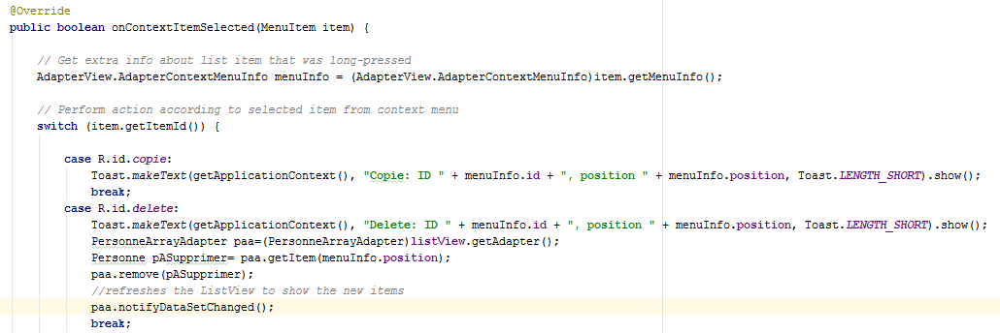 @Override
public boolean onContextItemSelected(MenuItem item) {
// Get extra info about list item that was long-pressed
AdapterView.AdapterContextMenuInfo menuInfo = (AdapterView.AdapterContextMenuInfo)item.getMenuInfo();
// Perform action according to selected item from context menu
switch (item.getItemId()) {
case R.id.copie:
Toast.makeText(getApplicationContext(), "Copie: ID " + menuInfo.id + ", position " + menuInfo.position, Toast.LENGTH_SHORT).show();
break;
case R.id.delete:
Toast.makeText(getApplicationContext(), "Delete: ID " + menuInfo.id + ", position " + menuInfo.position, Toast.LENGTH_SHORT).show();
PersonneArrayAdapter paa=(PersonneArrayAdapter)listView.getAdapter();
Personne pASupprimer= paa.getItem(menuInfo.position);
paa.remove(pASupprimer);
//refreshes the ListView to show the new items
paa.notifyDataSetChanged();
break;